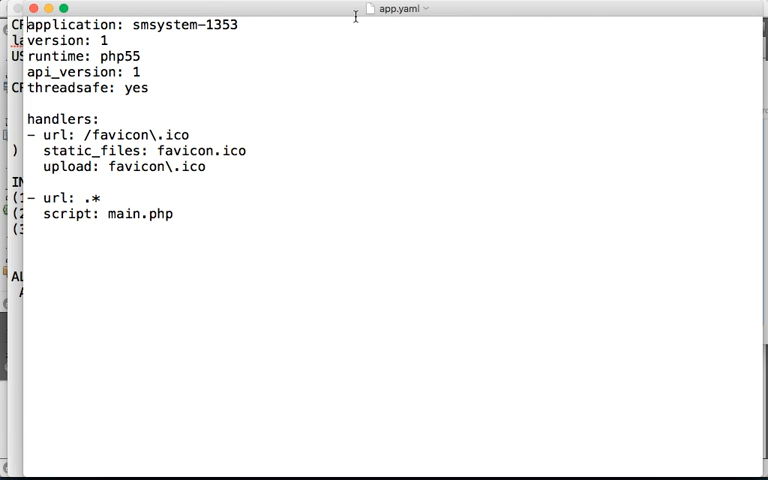 app.yaml
application: smsystem-1353
version: 1
runtime: php55
api_version: 1
threadsafe: yes
handlers:
- url: /favicon\.ico
static_files: favicon.ico
upload: favicon\.ico
- url: .*
script: main.php